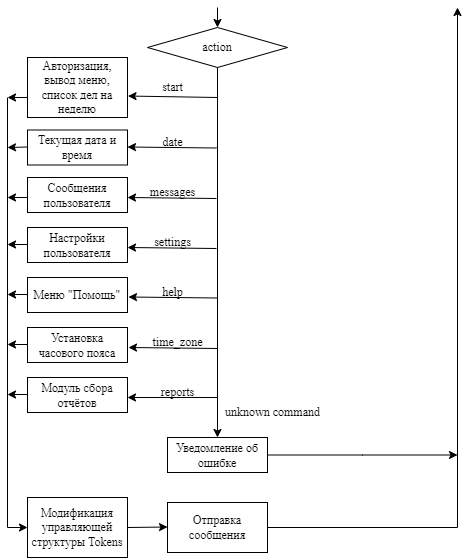 action
Авторизация,
вывод меню,
список дел на
неделю
start
Текущая дата и
время
date
Сообщения
пользователя
messages
Настройки
пользователя
settings
Меню "Помощь"
help
Установка
часового пояса
time_zone
Модуль сбора
отчётов
reports
unknown command
Уведомление об
ошибке
Модификация
управляющей
структуры Tokens
Отправка
сообщения